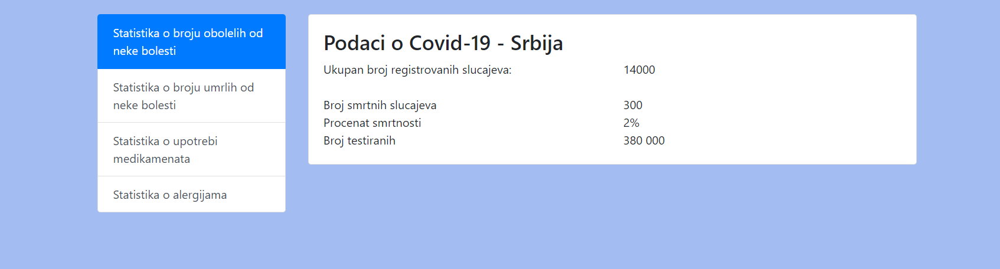 Statistika o broju obolelih od
neke bolesti
Statistika o broju umrlih od
neke bolesti
Statistika o upotrebi
medikamenata
Statistika o alergijama
Podaci o Covid-19 - Srbija
Ukupan broj registrovanih slucajeva: 14000
Broj smrtnih slucajeva 300
Procenat smrtnosti 2%
Broj testiranih 380 000